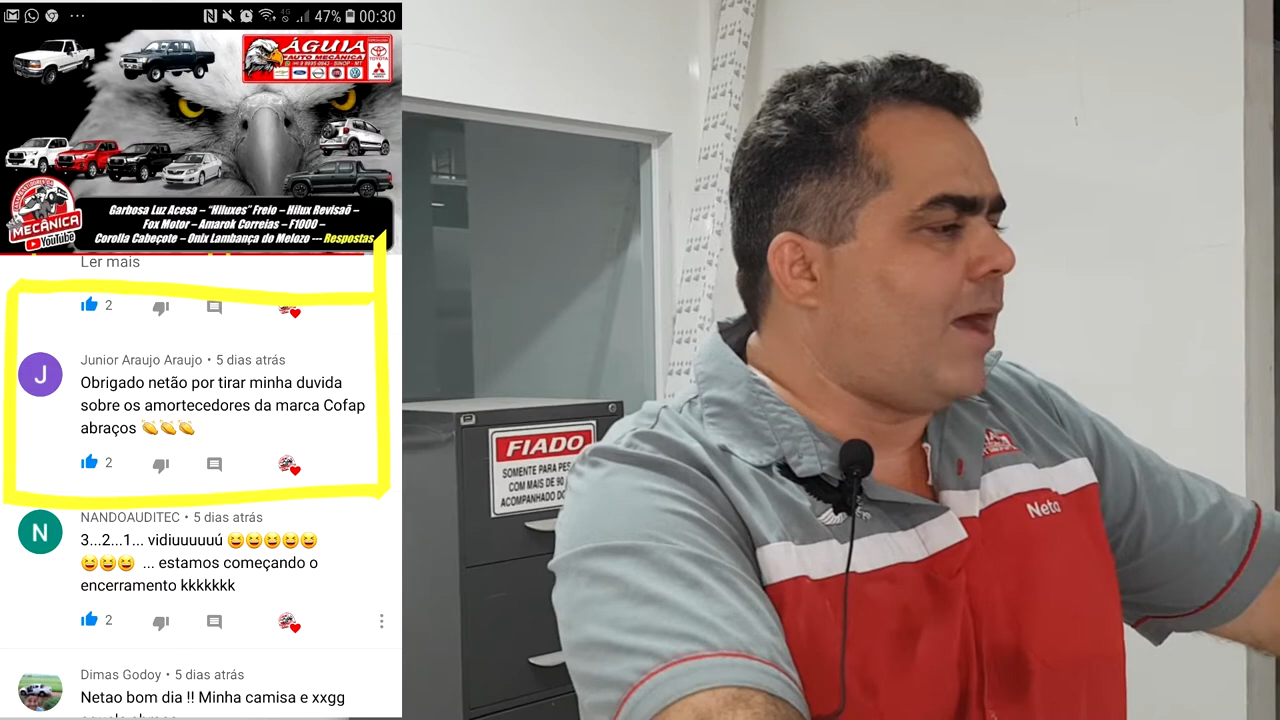 47% 00:30
ÁGUIA
AUTO MECÂNICA
TOYOTA
MECÂNICA
YouTube
Garbosa Luz Acesa – "Hiluxes" Freio – Hilux Revisaõ –
Fox Motor – Amarok Correias – F1000 –
Corolla Cabeçote – Onix Lambança do Melozo --- Respostas
Ler mais
2
J
Junior Araujo Araujo • 5 dias atrás
Obrigado netão por tirar minha duvida
sobre os amortecedores da marca Cofap
abraços 👏👏👏
2
N
NANDOAUDITEC • 5 dias atrás
3...2...1... vidiuuuuuú 😆😆😆😆😆
😆😆😆 ... estamos começando o
encerramento kkkkkkk
2
Dimas Godoy • 5 dias atrás
Netao bom dia !! Minha camisa e xxgg
FIADO
SOMENTE PARA
COM MAIS DE 90
ACOMPANHADO
Neto